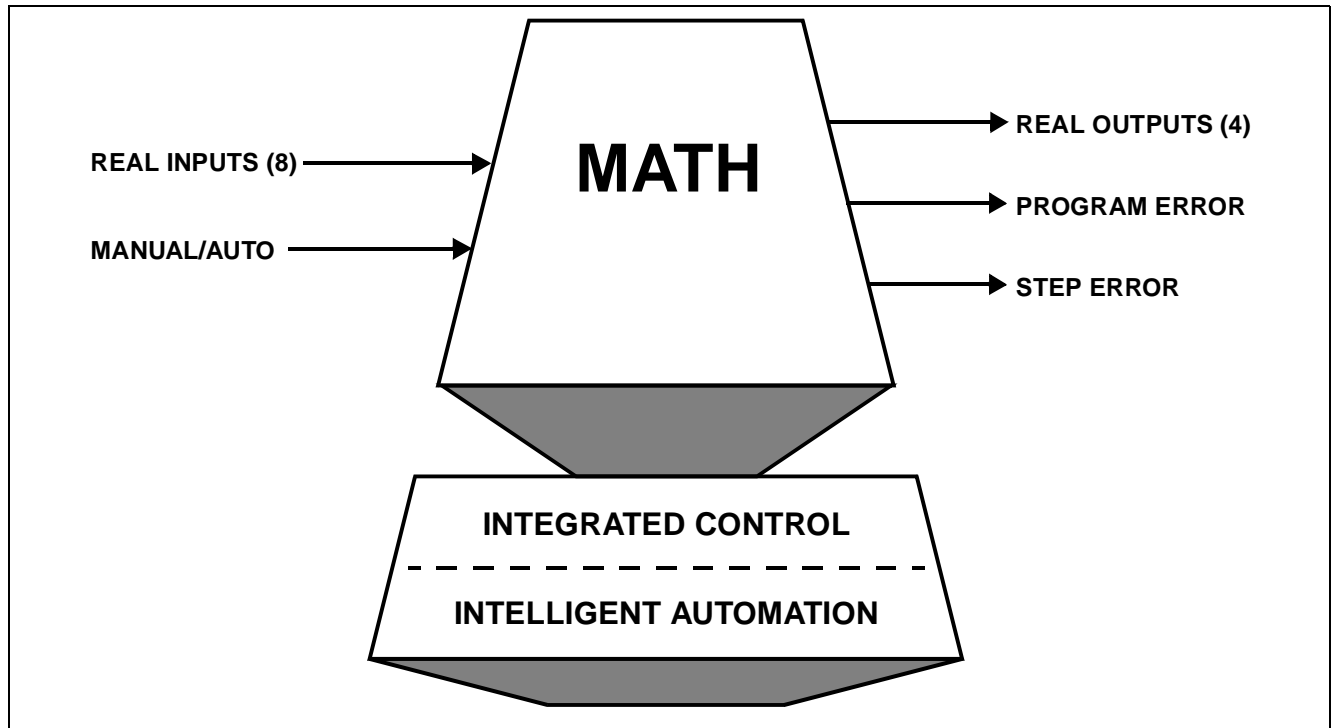 MATH
REAL INPUTS (8)
MANUAL/AUTO
REAL OUTPUTS (4)
PROGRAM ERROR
STEP ERROR
INTEGRATED CONTROL
INTELLIGENT AUTOMATION